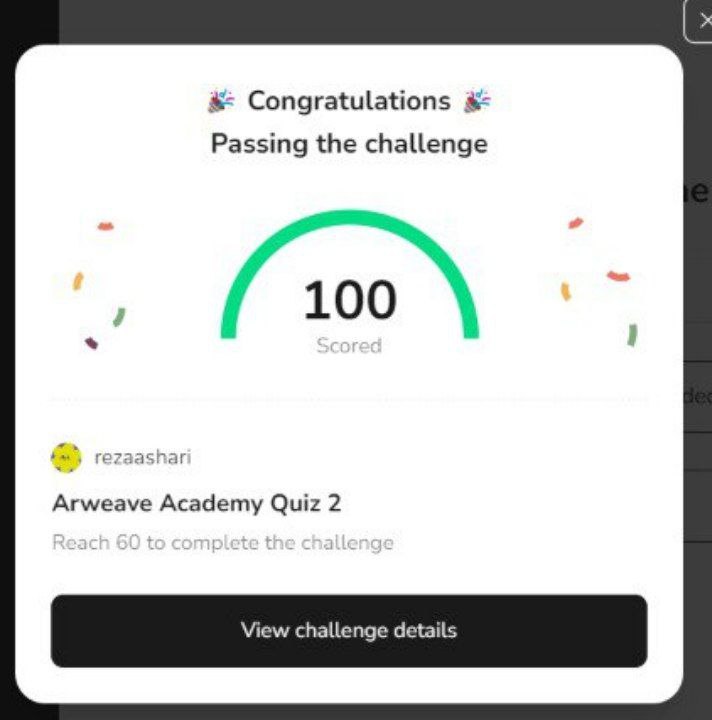 🎉 Congratulations 🎉
Passing the challenge
100
Scored
rezaashari
Arweave Academy Quiz 2
Reach 60 to complete the challenge
View challenge details